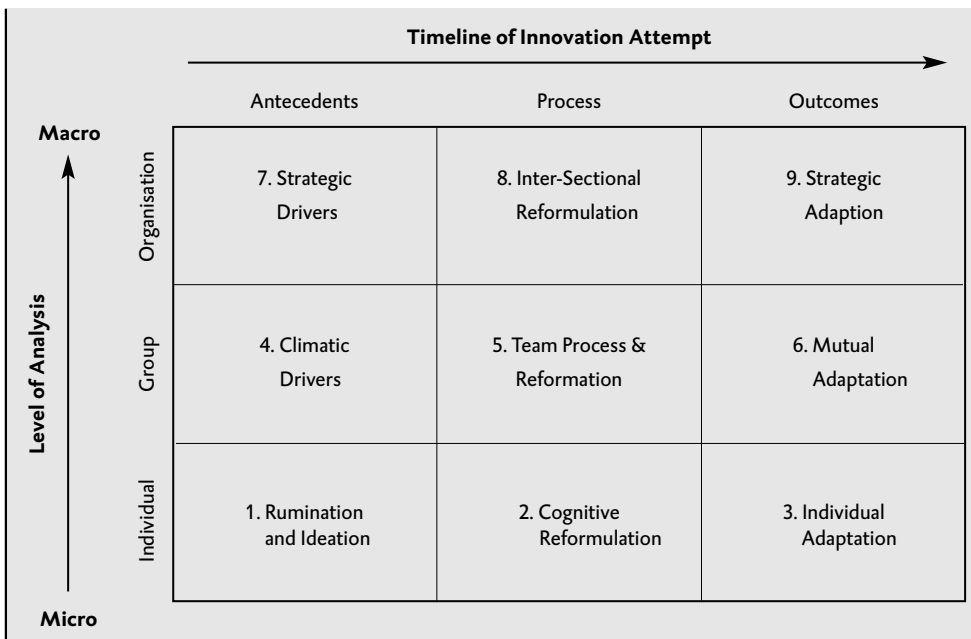 Timeline of Innovation Attempt
Antecedents
Process
Outcomes
Macro
Level of Analysis
Organisation
7. Strategic
Drivers
8. Inter-Sectional
Reformulation
9. Strategic
Adaption
Group
4. Climatic
Drivers
5. Team Process &
Reformation
6. Mutual
Adaptation
Individual
1. Rumination
and Ideation
2. Cognitive
Reformulation
3. Individual
Adaptation
Micro